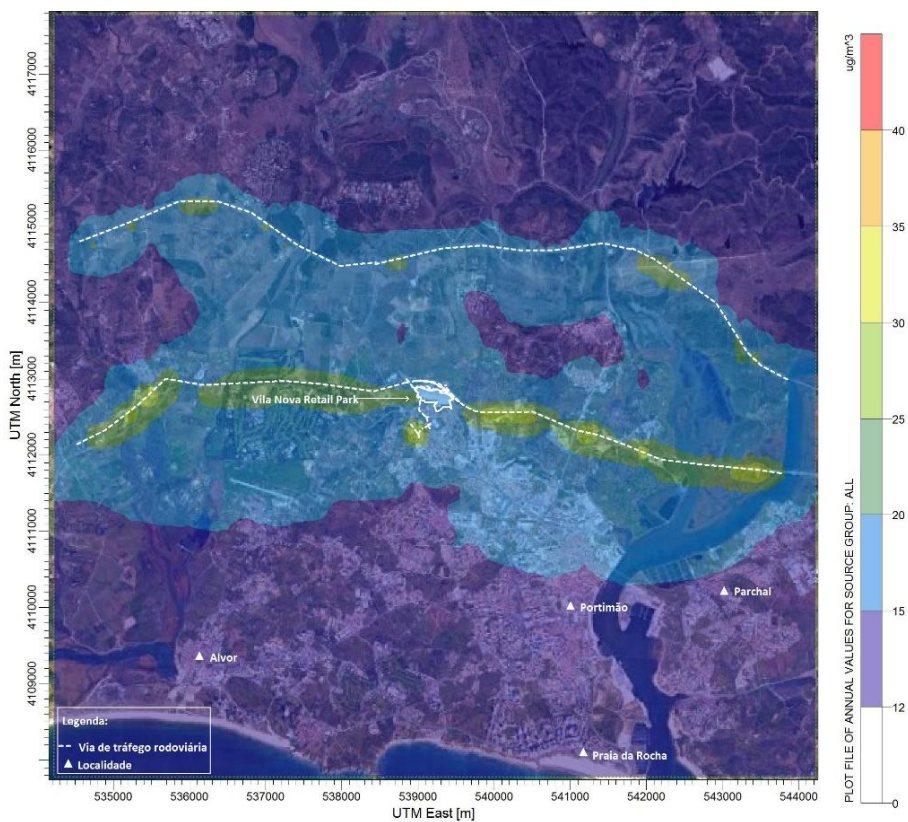 4117000
4116000
4115000
4114000
4113000
4112000
4111000
4110000
4109000
UTM North [m]
Vila Nova Retail Park
Parchal
Portimão
Alvor
Praia da Rocha
Legenda:
Via de tráfego rodoviária
Localidade
535000 536000 537000 538000 539000 540000 541000 542000 543000 544000
UTM East [m]
ug/m^3
40
35
30
25
20
15
12
0
PLOT FILE OF ANNUAL VALUES FOR SOURCE GROUP: ALL